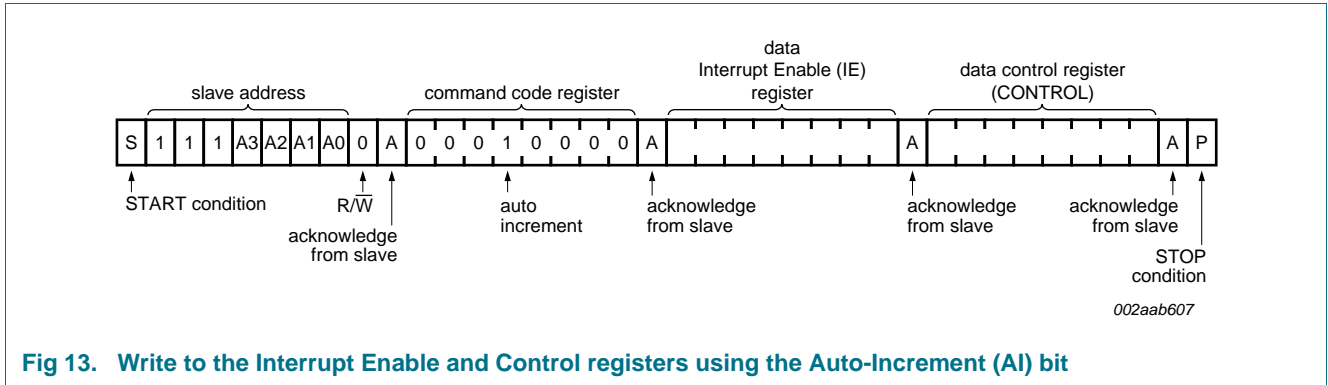 data
Interrupt Enable (IE)
register
data control register
(CONTROL)
slave address
command code register
S 1 1 1 A3 A2 A1 A0 0 A 0 0 0 1 0 0 0 0 A A A P
START condition
R/W̅
auto
increment
acknowledge
from slave
acknowledge
from slave
acknowledge
from slave
acknowledge
from slave
STOP
condition
002aab607
Fig 13. Write to the Interrupt Enable and Control registers using the Auto-Increment (AI) bit